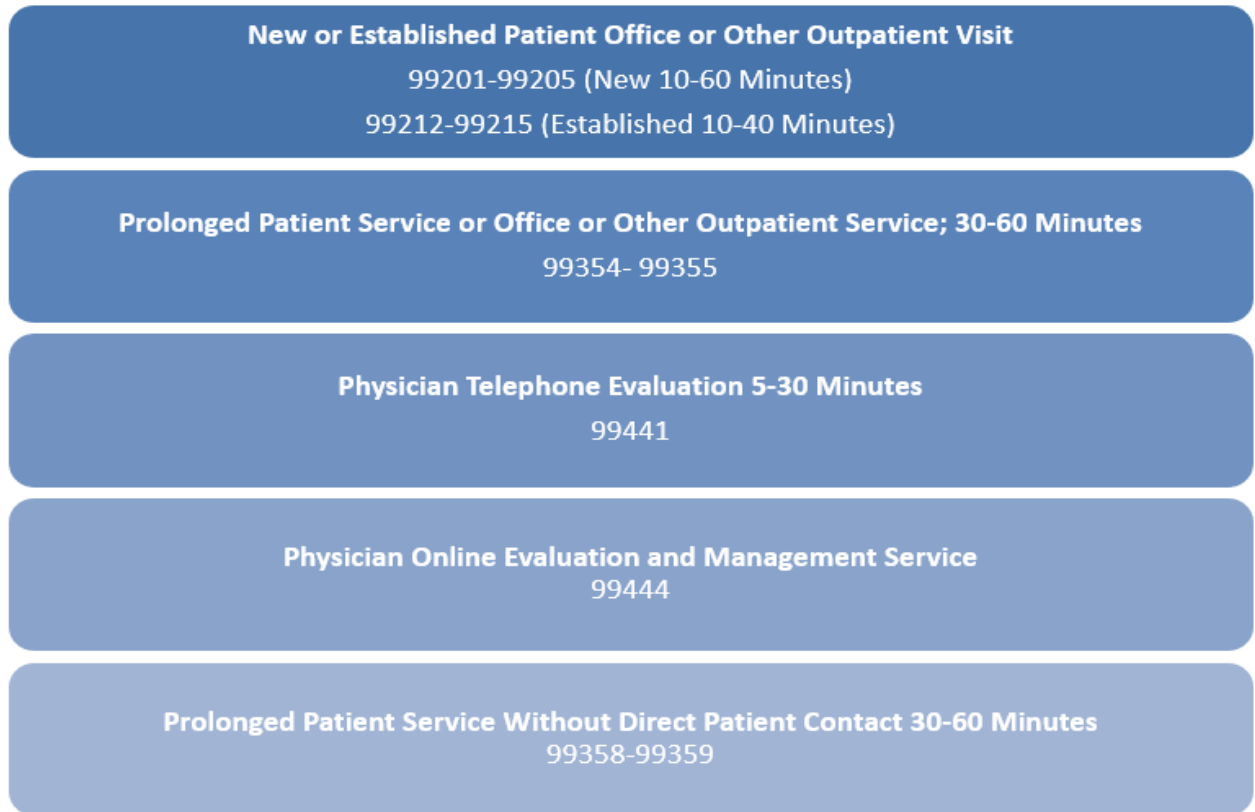 New or Established Patient Office or Other Outpatient Visit
99201-99205 (New 10-60 Minutes)
99212-99215 (Established 10-40 Minutes)
Prolonged Patient Service or Office or Other Outpatient Service; 30-60 Minutes
99354- 99355
Physician Telephone Evaluation 5-30 Minutes
99441
Physician Online Evaluation and Management Service
99444
Prolonged Patient Service Without Direct Patient Contact 30-60 Minutes
99358-99359